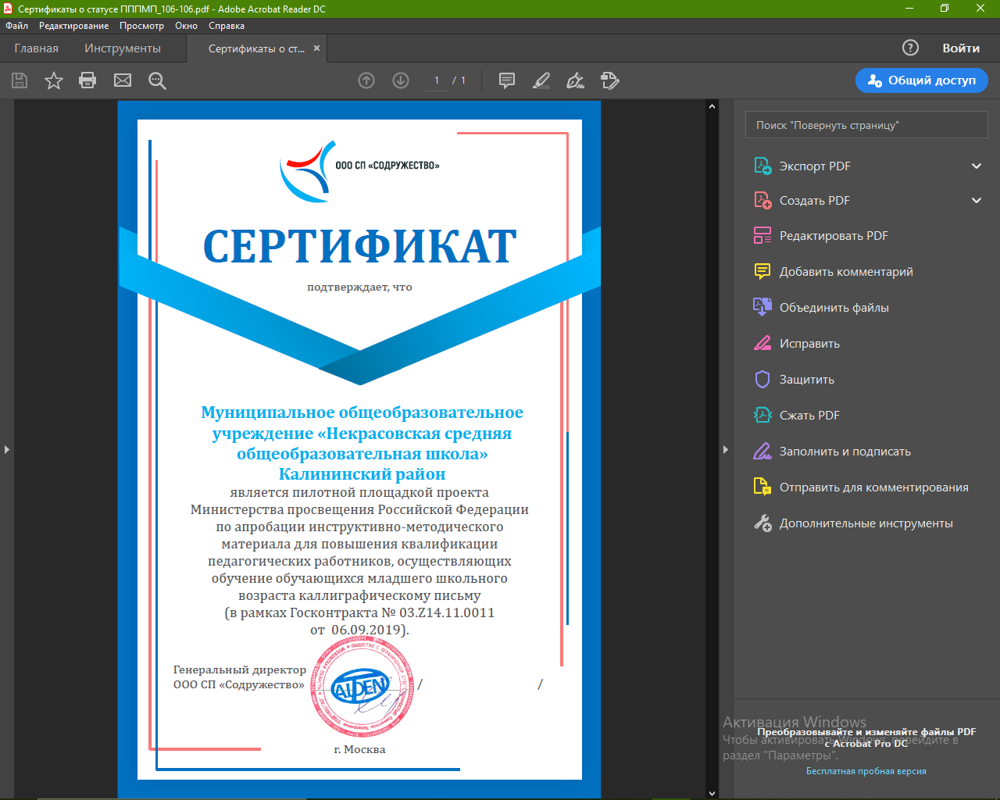 Сертификаты о статусе ПППМП_106-106.pdf - Adobe Acrobat Reader DC
Файл Редактирование Просмотр Окно Справка
Главная Инструменты Сертификаты о ст... × ? Войти
1 / 1 Общий доступ
Поиск "Повернуть страницу"
Экспорт PDF
Создать PDF
Редактировать PDF
Добавить комментарий
Объединить файлы
Исправить
Защитить
Сжать PDF
Заполнить и подписать
Отправить для комментирования
Дополнительные инструменты
ООО СП «СОДРУЖЕСТВО»
СЕРТИФИКАТ
подтверждает, что
Муниципальное общеобразовательное
учреждение «Некрасовская средняя
общеобразовательная школа»
Калининский район
является пилотной площадкой проекта
Министерства просвещения Российской Федерации
по апробации инструктивно-методического
материала для повышения квалификации
педагогических работников, осуществляющих
обучение обучающихся младшего школьного
возраста каллиграфическому письму
(в рамках Госконтракта № 03.Z14.11.0011
от 06.09.2019).
Генеральный директор
ООО СП «Содружество» / /
ALDEN
г. Москва
Активация Windows
Чтобы активировать Windows, перейдите в
раздел "Параметры".
Преобразовывайте и изменяйте файлы PDF
с Acrobat Pro DC
Бесплатная пробная версия